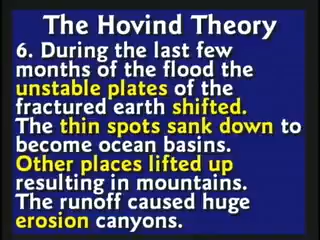 The Hovind Theory
6. During the last few
months of the flood the
unstable plates of the
fractured earth shifted.
The thin spots sank down to
become ocean basins.
Other places lifted up
resulting in mountains.
The runoff caused huge
erosion canyons.